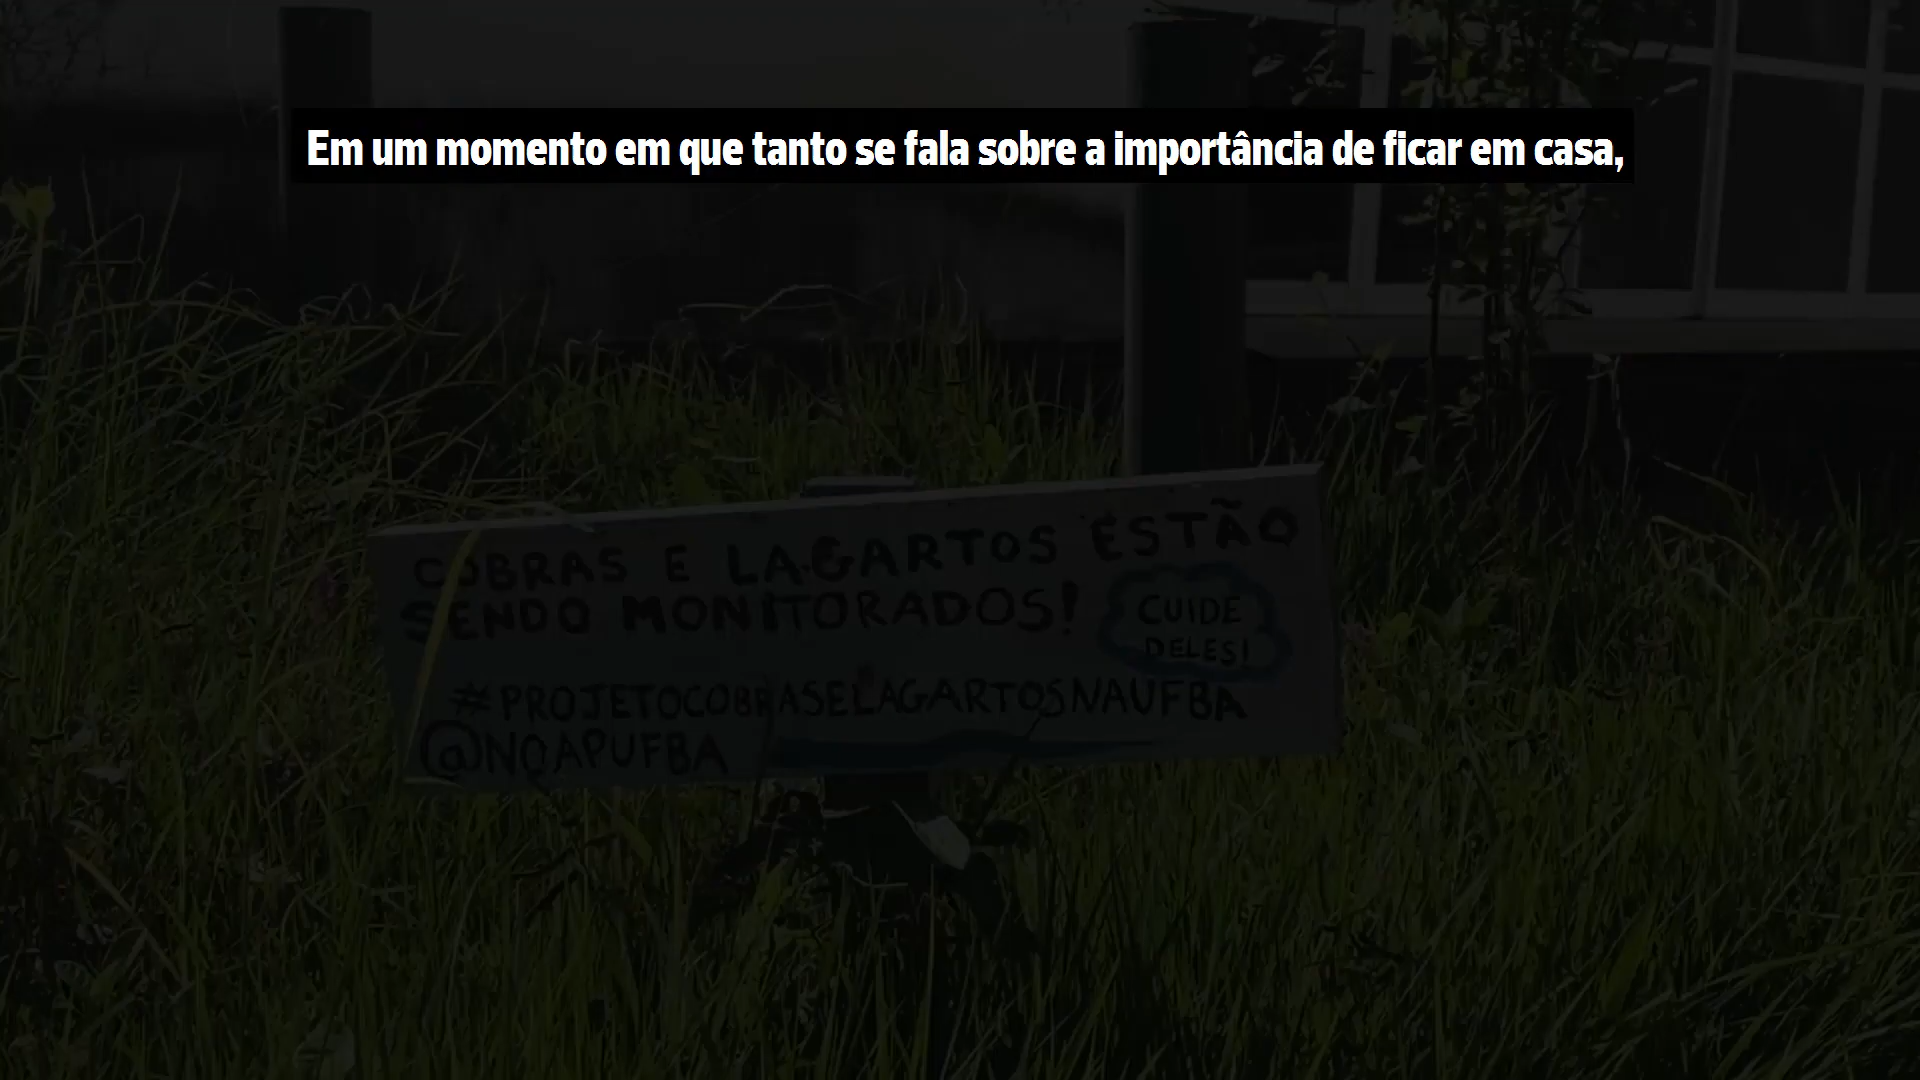 Em um momento em que tanto se fala sobre a importância de ficar em casa,
COBRAS E LAGARTOS ESTÃO
SENDO MONITORADOS!
CUIDE
DELES!
#PROJETOCOBRASELAGARTOSNAUFBA
@NOAPUFBA